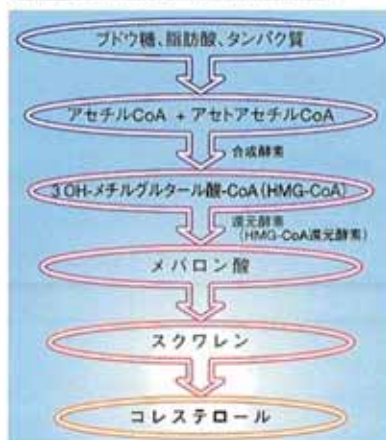 ブドウ糖、脂肪酸、タンパク質
アセチルCoA + アセトアセチルCoA
合成酵素
3 OH-メチルグルタール酸-CoA(HMG-CoA)
還元酵素
(HMG-CoA還元酵素)
メバロン酸
スクワレン
コレステロール